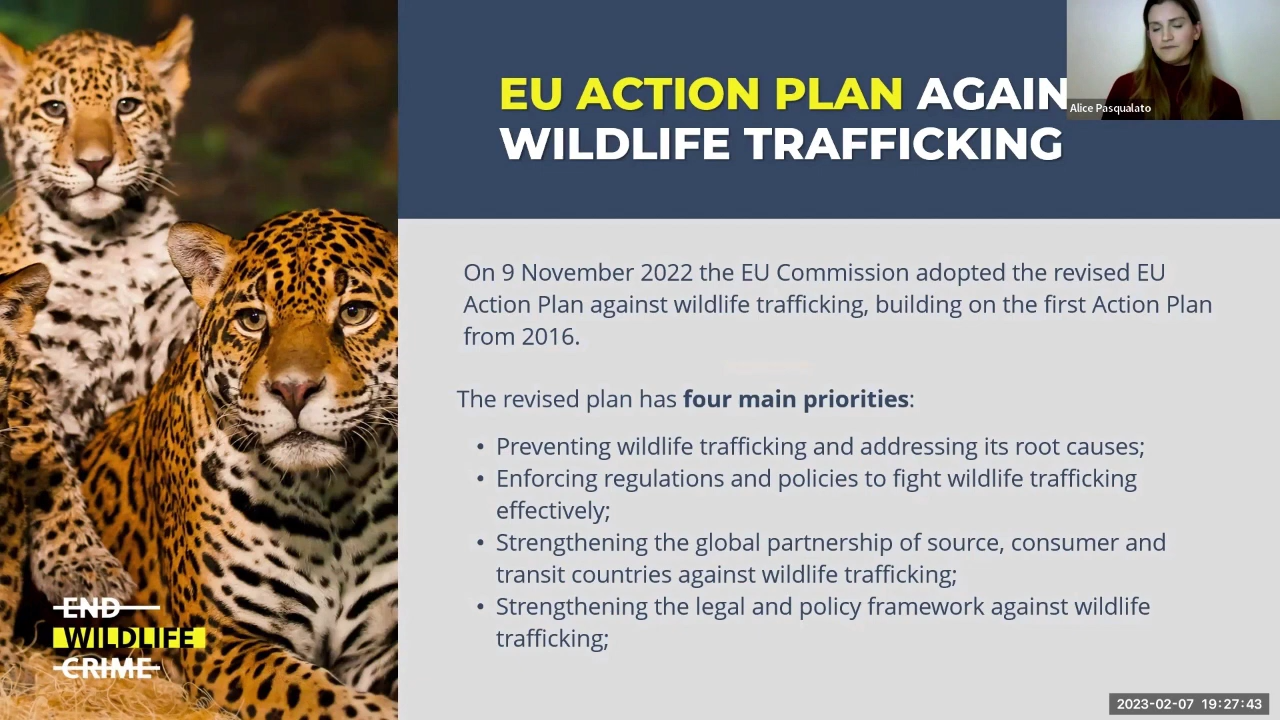 EU ACTION PLAN AGAIN
WILDLIFE TRAFFICKING
Alice Pasqualato
On 9 November 2022 the EU Commission adopted the revised EU
Action Plan against wildlife trafficking, building on the first Action Plan
from 2016.
The revised plan has four main priorities:
• Preventing wildlife trafficking and addressing its root causes;
• Enforcing regulations and policies to fight wildlife trafficking
effectively;
• Strengthening the global partnership of source, consumer and
transit countries against wildlife trafficking;
• Strengthening the legal and policy framework against wildlife
trafficking;
END
WILDLIFE
CRIME
2023-02-07 19:27:43